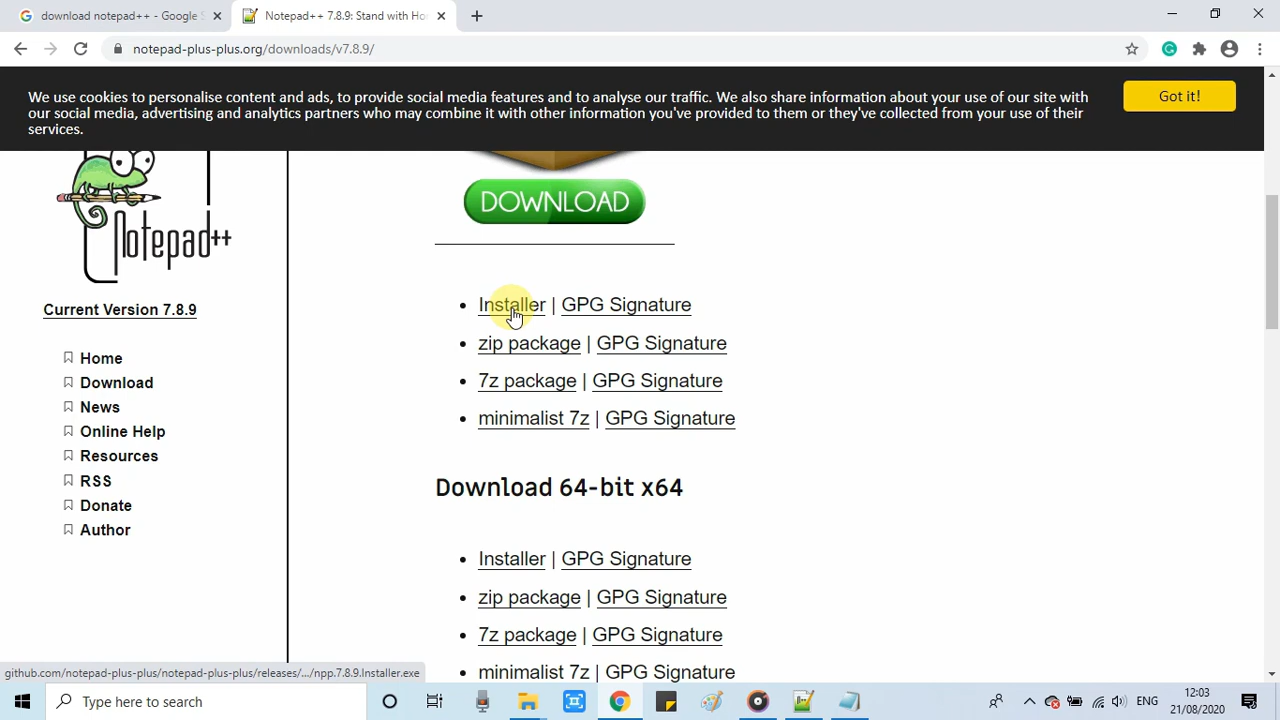 download notepad++ - Google S
Notepad++ 7.8.9: Stand with Hon
notepad-plus-plus.org/downloads/v7.8.9/
We use cookies to personalise content and ads, to provide social media features and to analyse our traffic. We also share information about your use of our site with
our social media, advertising and analytics partners who may combine it with other information you've provided to them or they've collected from your use of their
services.
Got it!
Notepad++
Current Version 7.8.9
Home
Download
News
Online Help
Resources
RSS
Donate
Author
DOWNLOAD
Installer | GPG Signature
zip package | GPG Signature
7z package | GPG Signature
minimalist 7z | GPG Signature
Download 64-bit x64
Installer | GPG Signature
zip package | GPG Signature
7z package | GPG Signature
minimalist 7z | GPG Signature
github.com/notepad-plus-plus/notepad-plus-plus/releases/.../npp.7.8.9.Installer.exe
Type here to search
ENG
12:03
21/08/2020